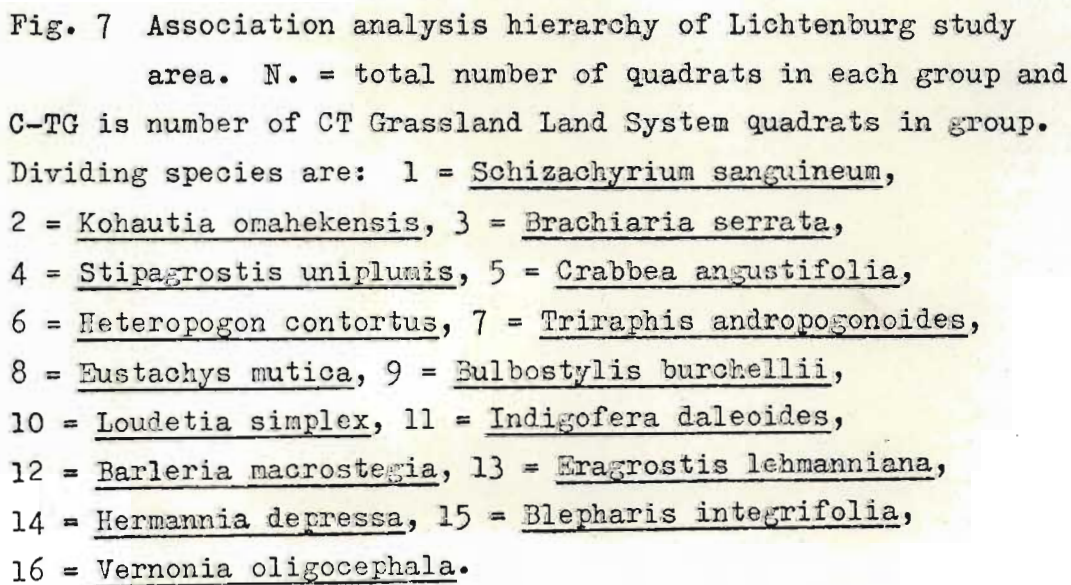 Fig. 7 Association analysis hierarchy of Lichtenburg study
area. N. = total number of quadrats in each group and
C-TG is number of CT Grassland Land System quadrats in group.
Dividing species are: 1 = Schizachyrium sanguineum,
2 = Kohautia omahekensis, 3 = Brachiaria serrata,
4 = Stipagrostis uniplumis, 5 = Crabbea angustifolia,
6 = Heteropogon contortus, 7 = Triraphis andropogonoides,
8 = Eustachys mutica, 9 = Bulbostylis burchellii,
10 = Loudetia simplex, 11 = Indigofera daleoides,
12 = Barleria macrostegia, 13 = Eragrostis lehmanniana,
14 = Hermannia depressa, 15 = Blepharis integrifolia,
16 = Vernonia oligocephala.